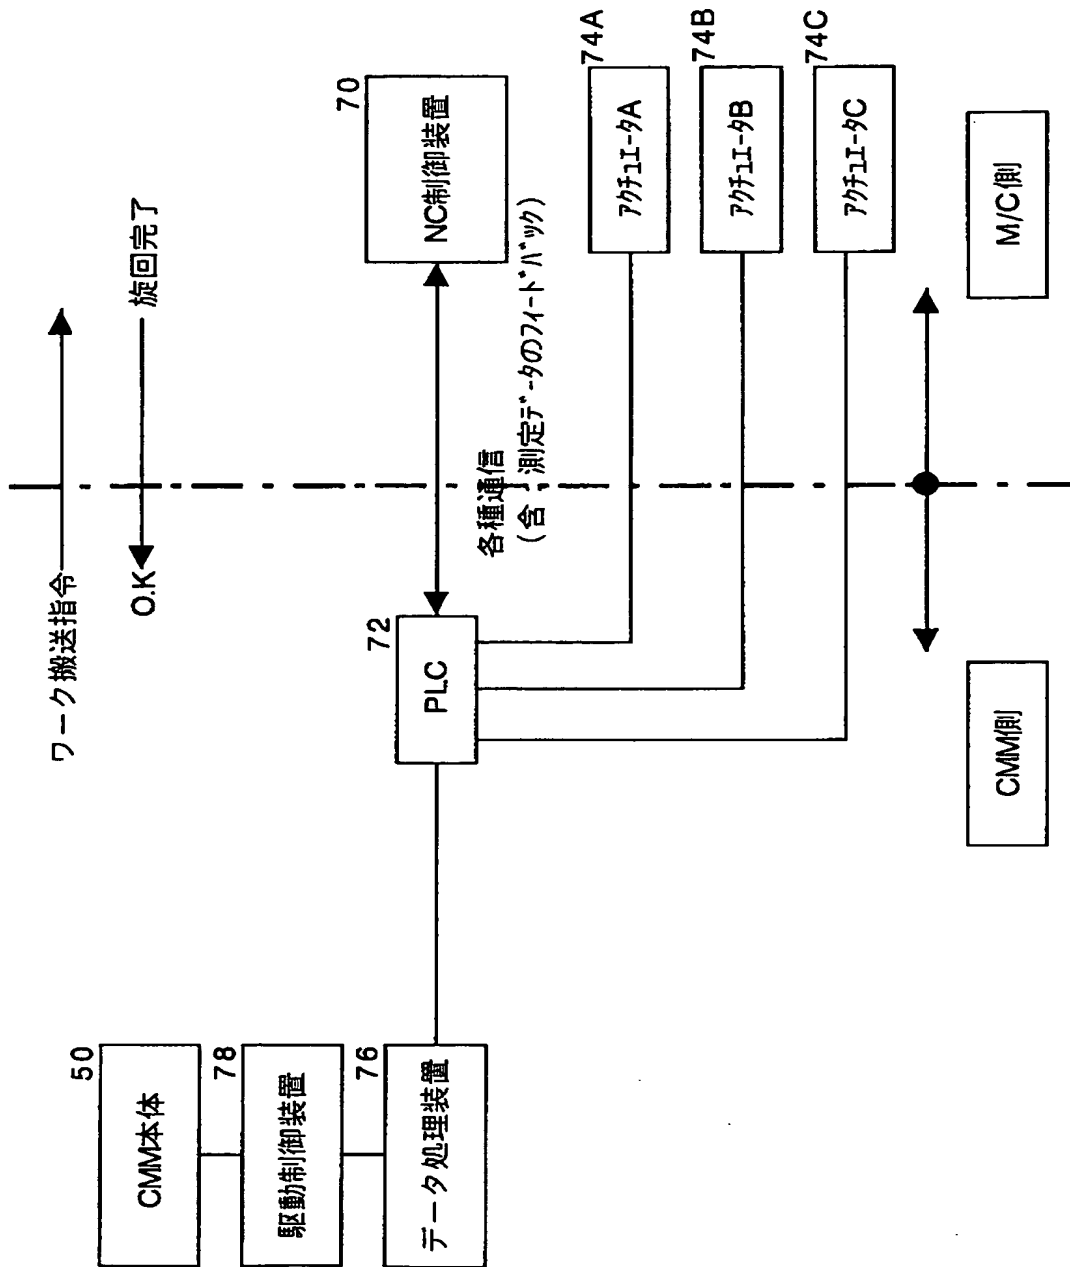 ワーク搬送指令
O.K
旋回完了
50
CMM本体
78
駆動制御装置
76
データ処理装置
72
PLC
70
NC制御装置
各種通信
(含:測定データのフィードバック)
74A
アクチュエータA
74B
アクチュエータB
74C
アクチュエータC
CMM側
M/C側